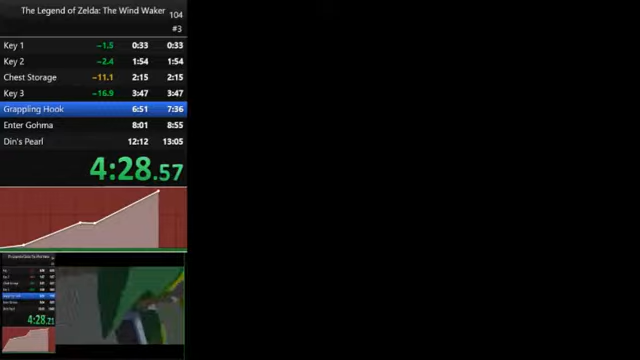 The Legend of Zelda: The Wind Waker
104
#3
Key 1 −1.5 0:33 0:33
Key 2 −2.4 1:54 1:54
Chest Storage −11.1 2:15 2:15
Key 3 −16.9 3:47 3:47
Grappling Hook 6:51 7:36
Enter Gohma 8:01 8:55
Din's Pearl 12:12 13:05
4:28.57
4:28.21